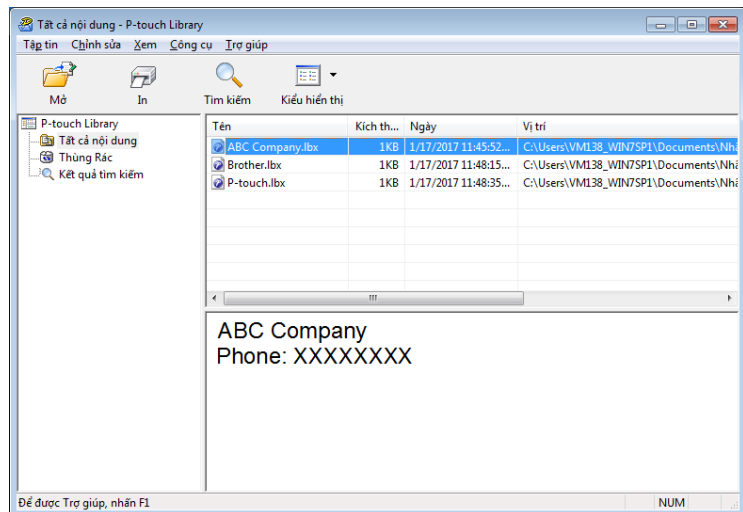 Tất cả nội dung - P-touch Library
Tập tin Chỉnh sửa Xem Công cụ Trợ giúp
Mở In Tìm kiếm Kiểu hiển thị
P-touch Library
Tất cả nội dung
Thùng Rác
Kết quả tìm kiếm
Tên Kích th... Ngày Vị trí
ABC Company.lbx 1KB 1/17/2017 11:45:52... C:\Users\VM138_WIN7SP1\Documents\Nhã
Brother.lbx 1KB 1/17/2017 11:48:15... C:\Users\VM138_WIN7SP1\Documents\Nhã
P-touch.lbx 1KB 1/17/2017 11:48:35... C:\Users\VM138_WIN7SP1\Documents\Nhã
ABC Company
Phone: XXXXXXXX
Để được Trợ giúp, nhấn F1 NUM